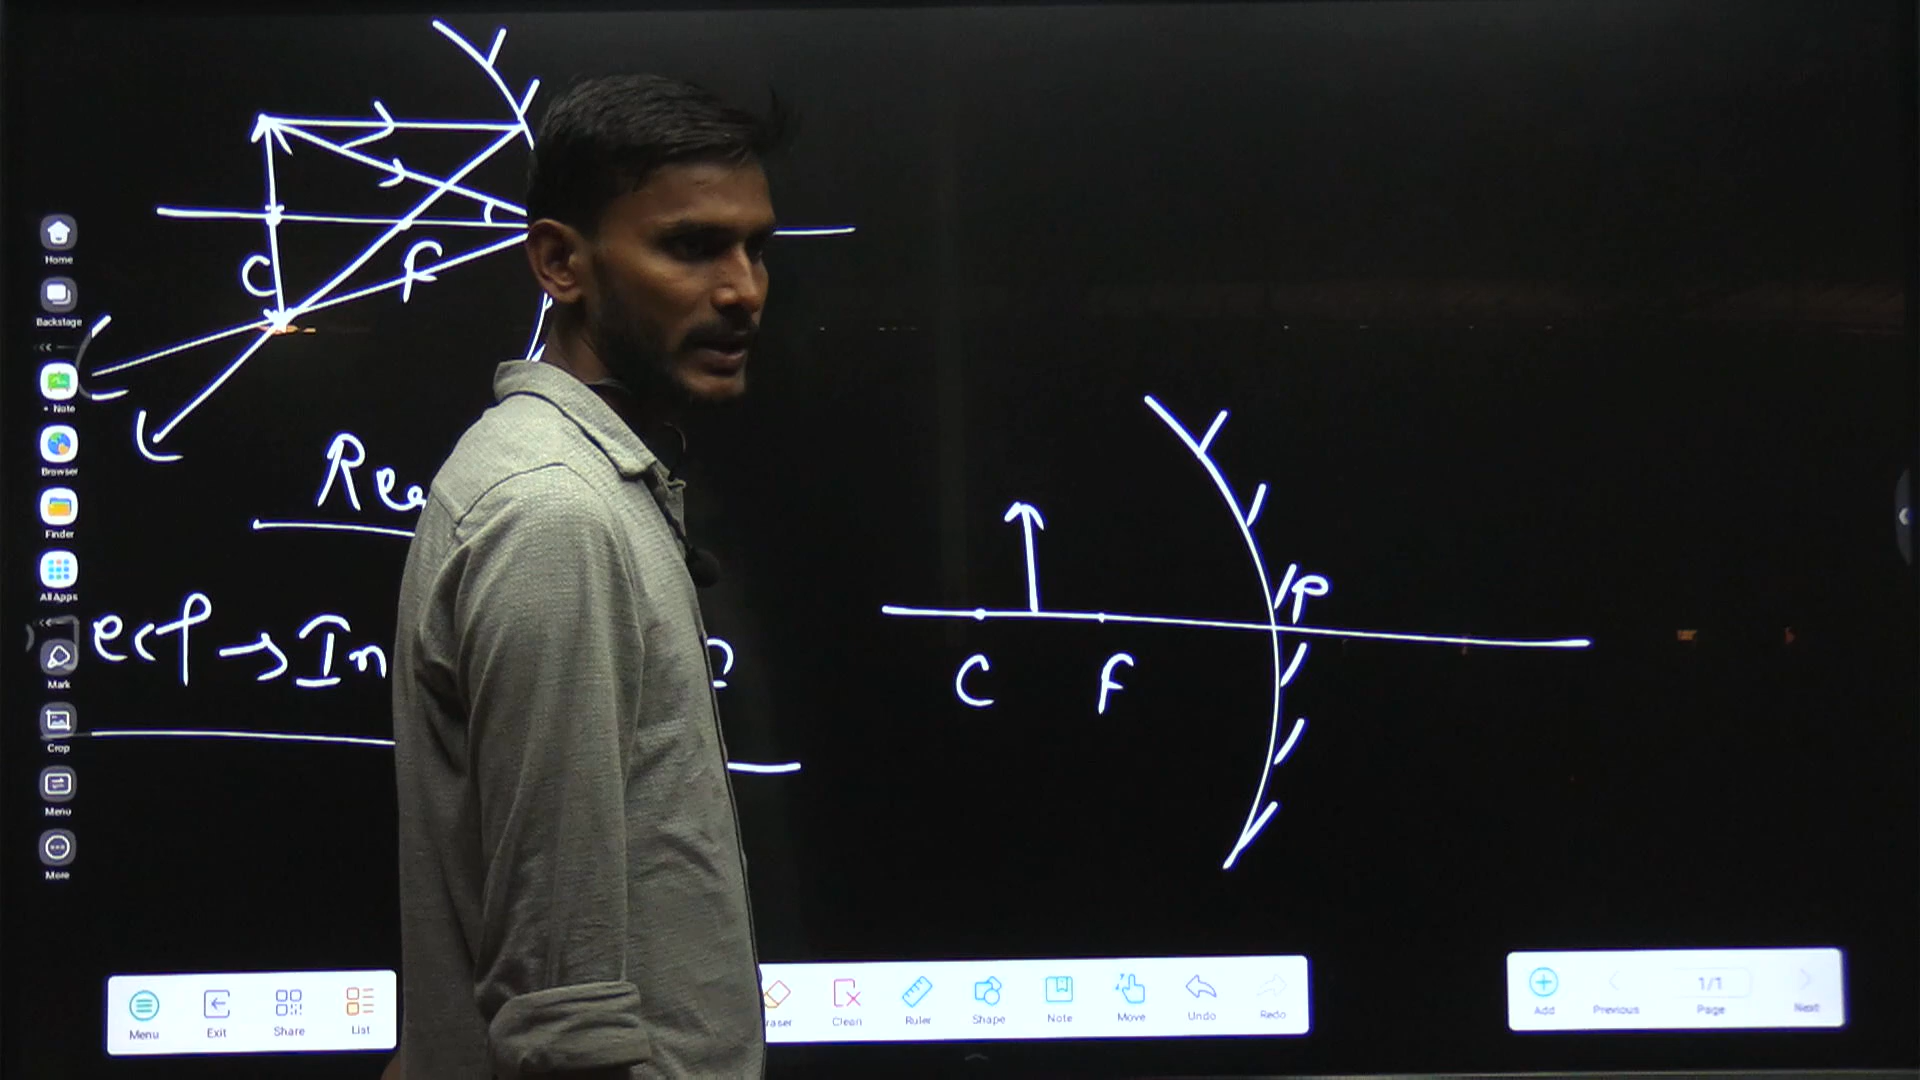 C
F
ect → In
P
C F
Home
Backstage
Note
Browser
Finder
All Apps
Mark
Crop
Menu
More
Menu Exit Share List Clean Ruler Shape Note Move Undo Redo
Add Previous 1/1 Page Next